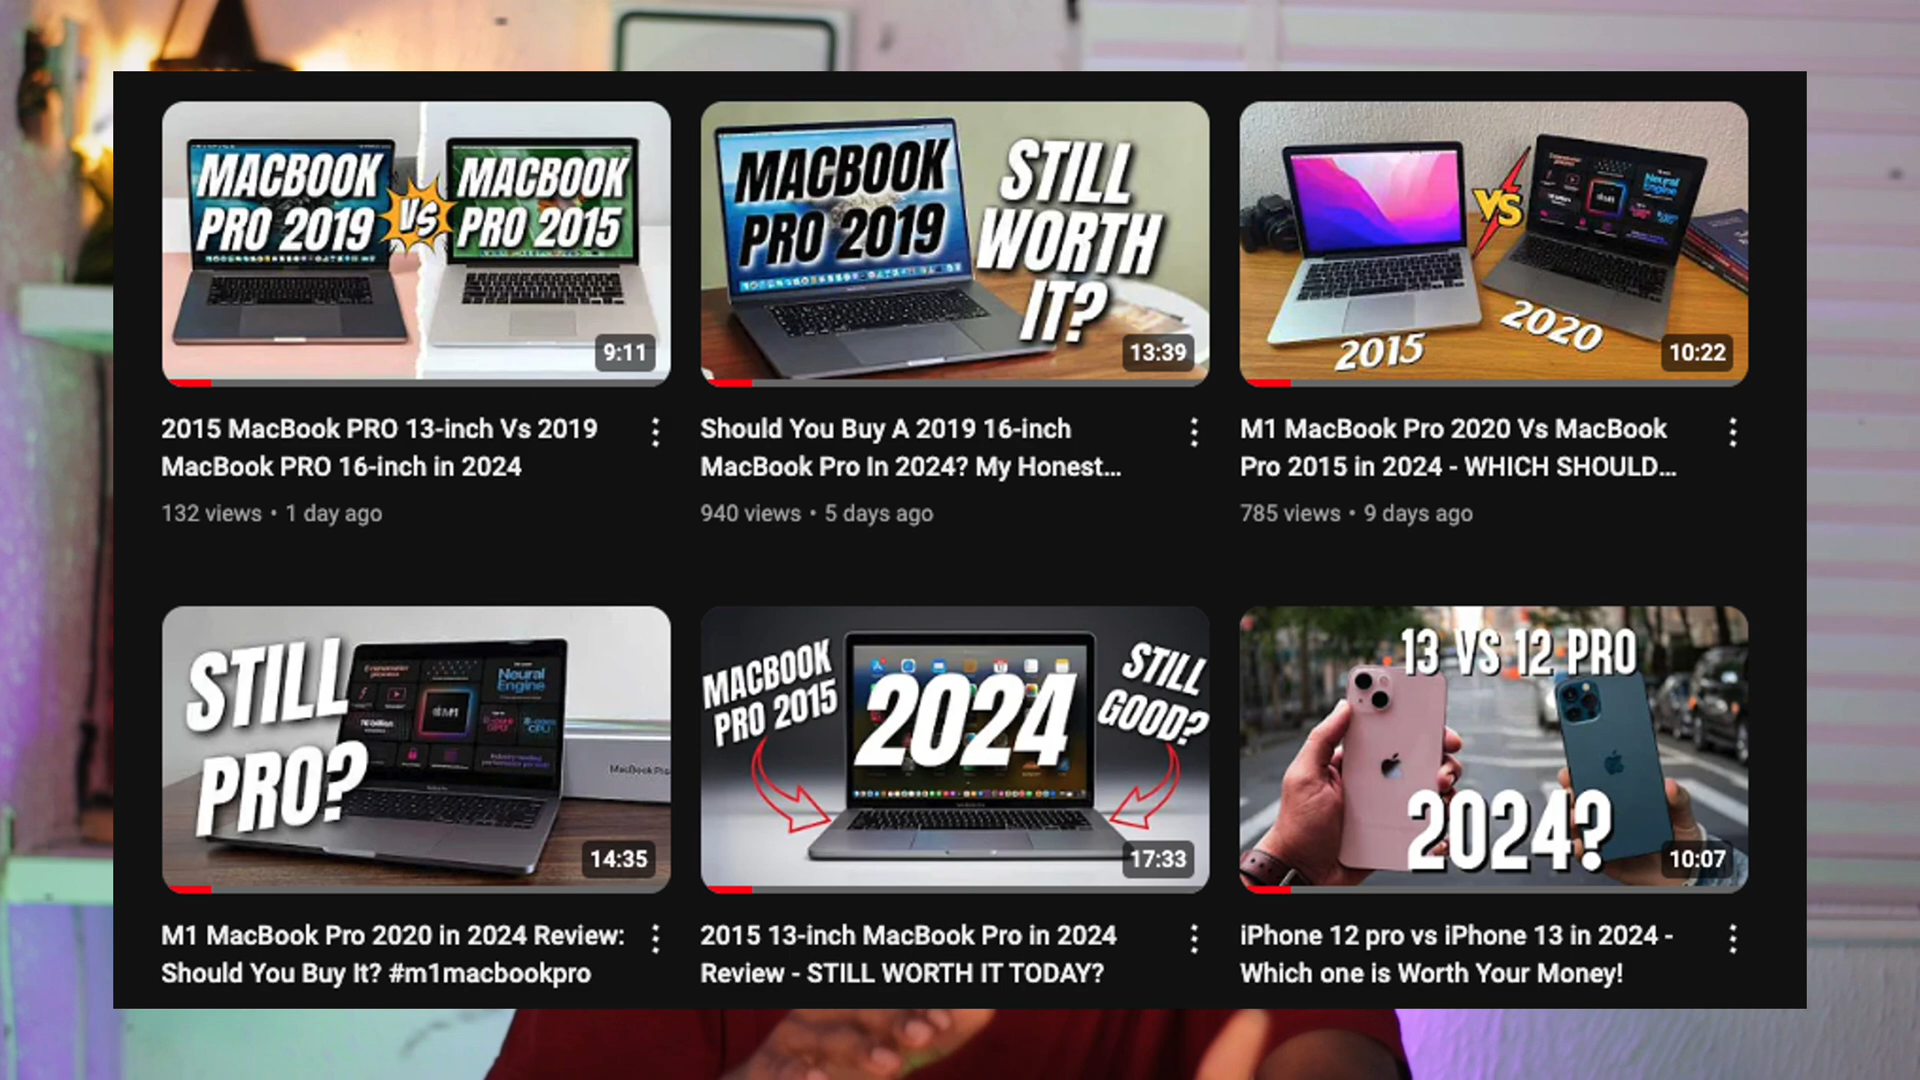 MACBOOK
PRO 2019
VS
MACBOOK
PRO 2015
9:11
2015 MacBook PRO 13-inch Vs 2019
MacBook PRO 16-inch in 2024
132 views • 1 day ago
MACBOOK
PRO 2019
STILL
WORTH
IT?
13:39
Should You Buy A 2019 16-inch
MacBook Pro In 2024? My Honest...
940 views • 5 days ago
VS
Neural
Engine
2015
2020
10:22
M1 MacBook Pro 2020 Vs MacBook
Pro 2015 in 2024 - WHICH SHOULD...
785 views • 9 days ago
STILL
PRO?
Neural
Engine
M1
MacBook Pro
14:35
M1 MacBook Pro 2020 in 2024 Review:
Should You Buy It? #m1macbookpro
MACBOOK
PRO 2015
2024
STILL
GOOD?
17:33
2015 13-inch MacBook Pro in 2024
Review - STILL WORTH IT TODAY?
13 VS 12 PRO
2024?
10:07
iPhone 12 pro vs iPhone 13 in 2024 -
Which one is Worth Your Money!